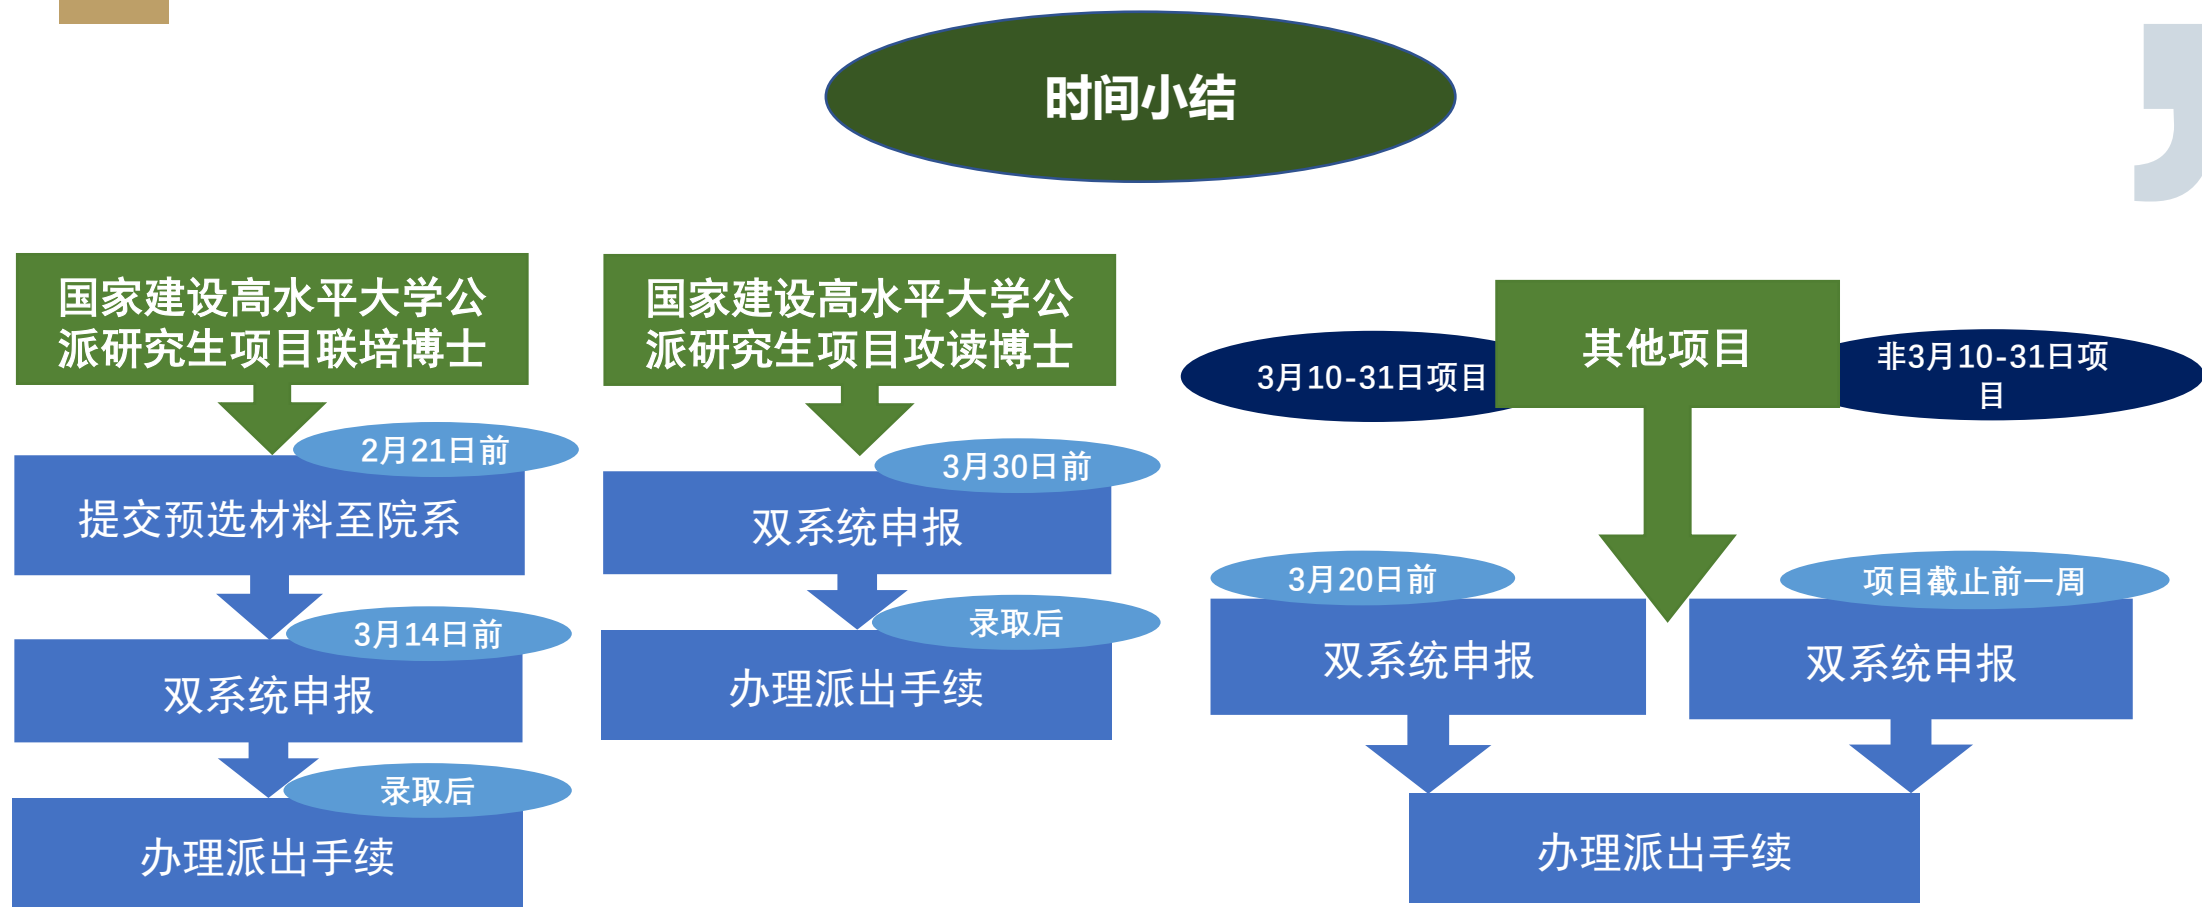 时间小结
国家建设高水平大学公
派研究生项目联培博士
2月21日前
提交预选材料至院系
3月14日前
双系统申报
录取后
办理派出手续
国家建设高水平大学公
派研究生项目攻读博士
3月30日前
双系统申报
录取后
办理派出手续
其他项目
3月10-31日项目
非3月10-31日项
目
3月20日前
双系统申报
项目截止前一周
双系统申报
办理派出手续